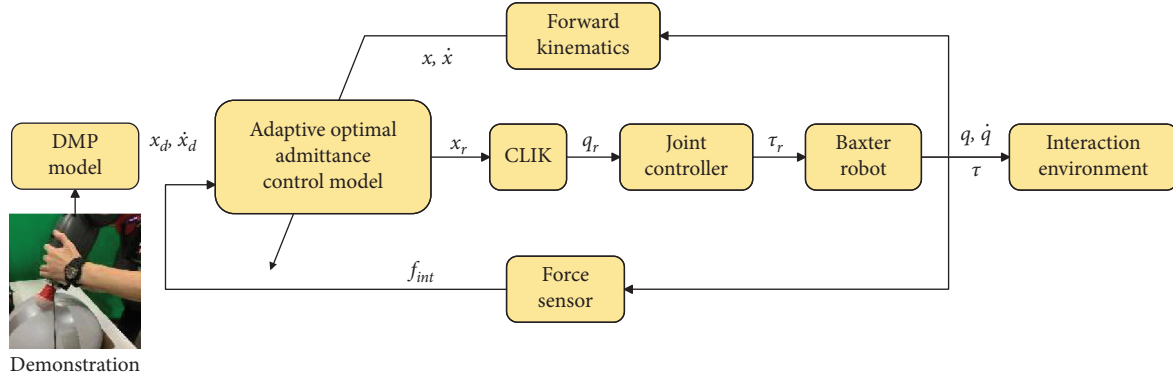 Forward
kinematics
x, ẋ
DMP
model
x_d, ẋ_d
Adaptive optimal
admittance
control model
x_r
CLIK
q_r
Joint
controller
τ_r
Baxter
robot
q, q̇
τ
Interaction
environment
f_int
Force
sensor
Demonstration